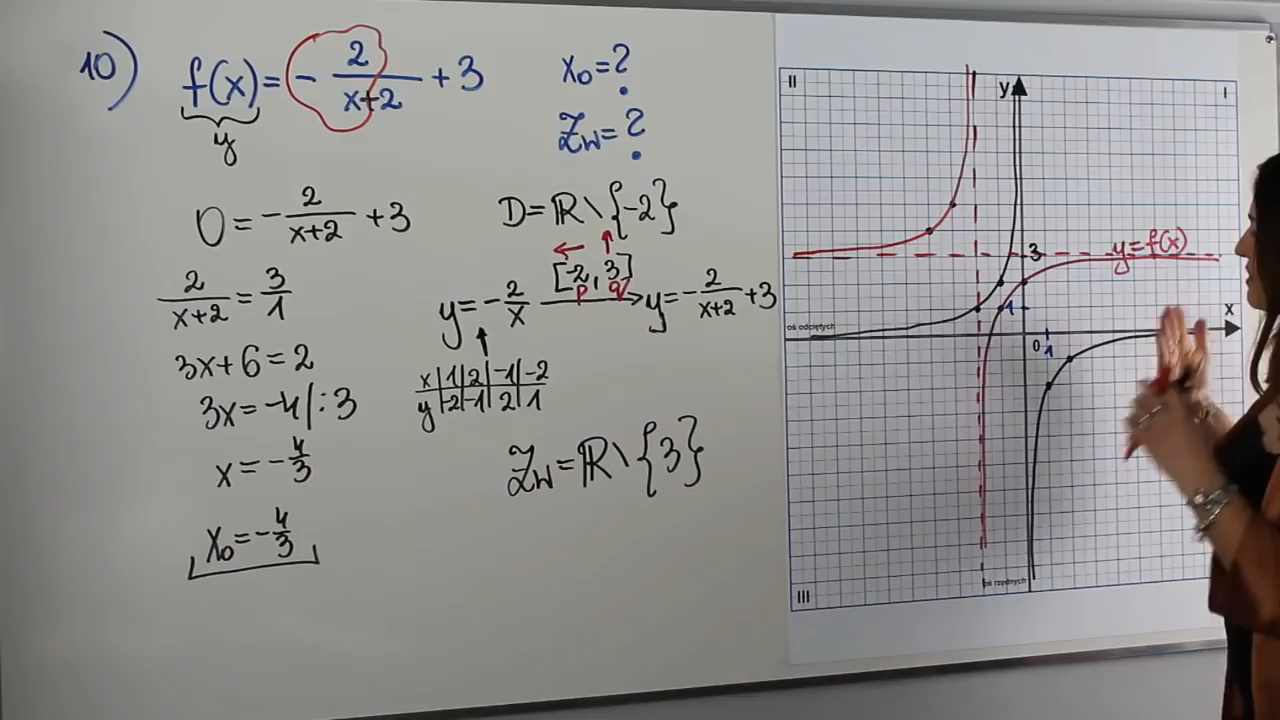 10) f(x) = - 2/(x+2) + 3
y
x₀ = ?
Zw = ?
0 = - 2/(x+2) + 3
2/(x+2) = 3/1
3x + 6 = 2
3x = -4 | : 3
x = - 4/3
x₀ = - 4/3
D = ℝ \ {-2}
← ↑
[-2, 3]
p q
y = - 2/x → y = - 2/(x+2) + 3
↑
x | 1 | 2 | -1 | -2
y | -2 | -1 | 2 | 1
Zw = ℝ \ {3}
II
y
I
3
y = f(x)
1
oś odciętych
x
0
1
oś rzędnych
III